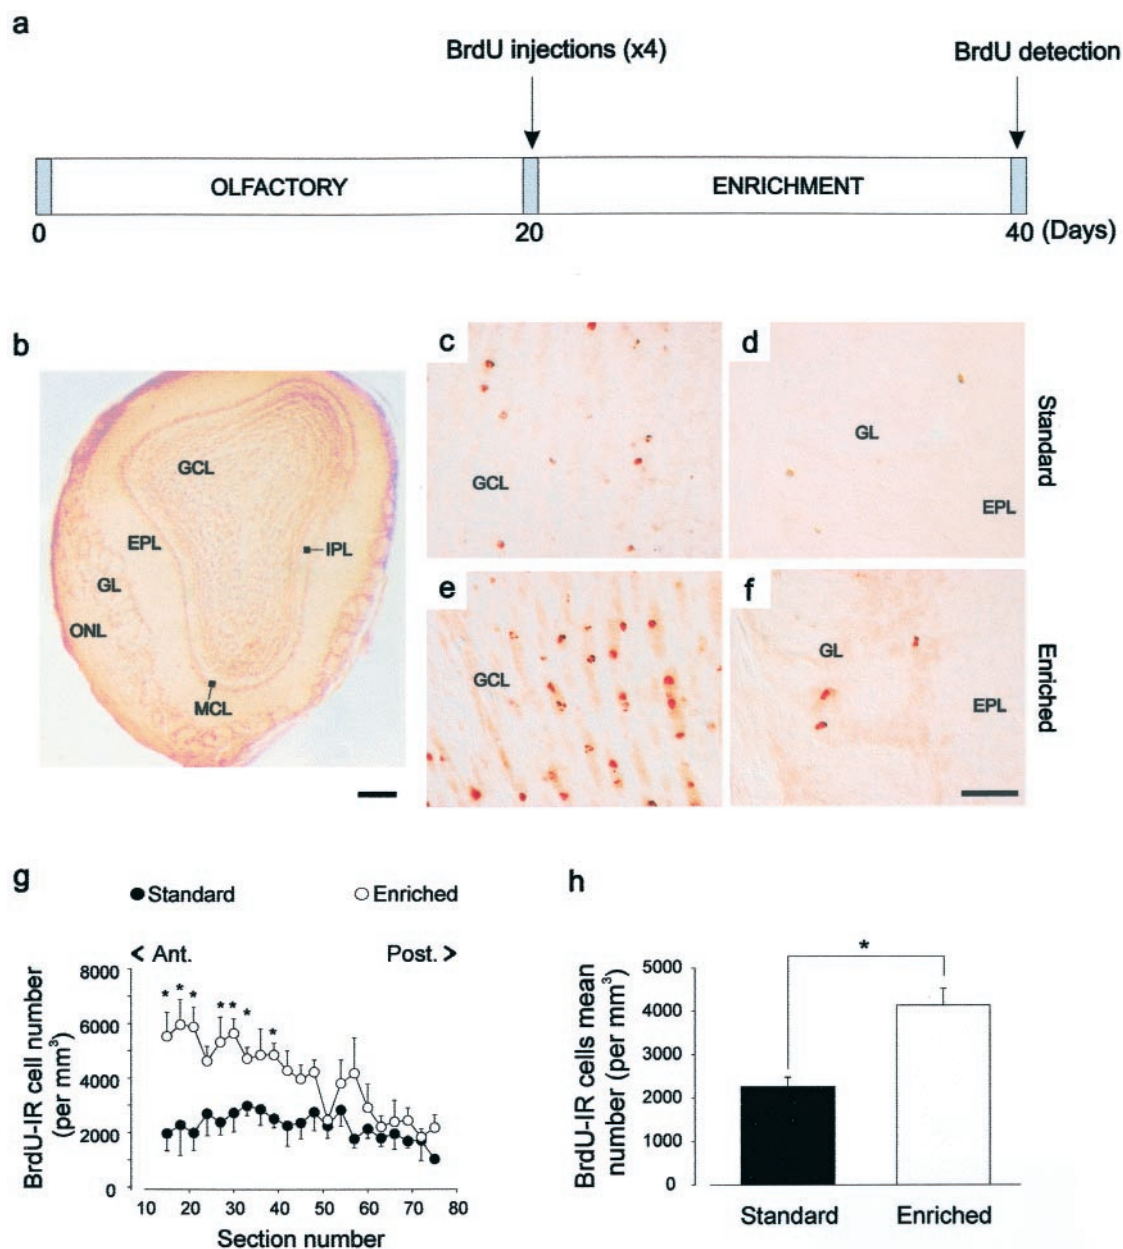 a
BrdU injections (x4)
BrdU detection
OLFACTORY
ENRICHMENT
0
20
40 (Days)
b
GCL
EPL
IPL
GL
ONL
MCL
c
GCL
d
GL
EPL
Standard
e
GCL
f
GL
EPL
Enriched
g
Standard
Enriched
< Ant.
Post. >
BrdU-IR cell number
(per mm³)
8000
6000
4000
2000
0
* * * * * * *
10 20 30 40 50 60 70 80
Section number
h
*
BrdU-IR cells mean
number (per mm³)
5000
4000
3000
2000
1000
0
Standard
Enriched